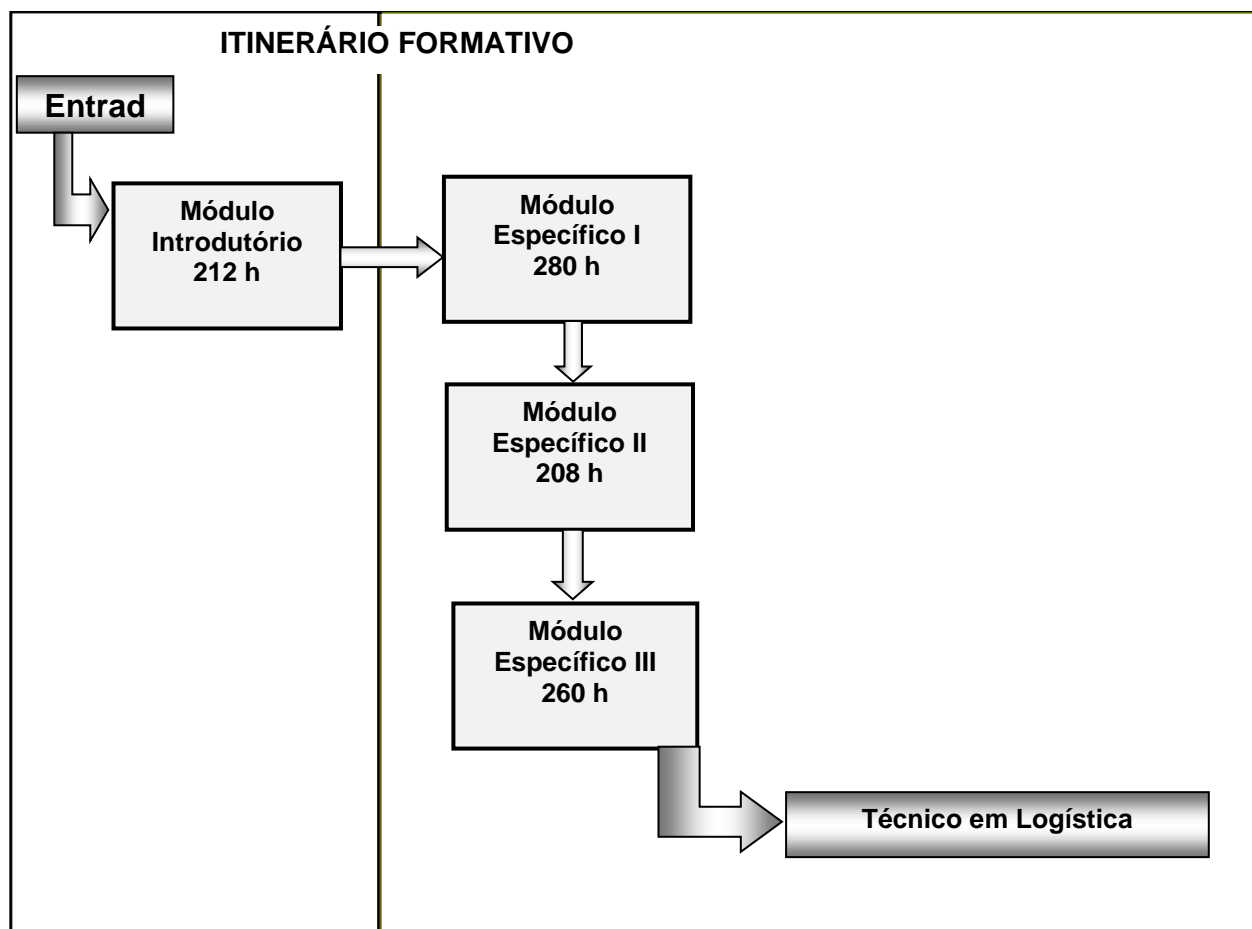 ITINERÁRIO FORMATIVO
Entrad
Módulo
Introdutório
212 h
Módulo
Específico I
280 h
Módulo
Específico II
208 h
Módulo
Específico III
260 h
Técnico em Logística